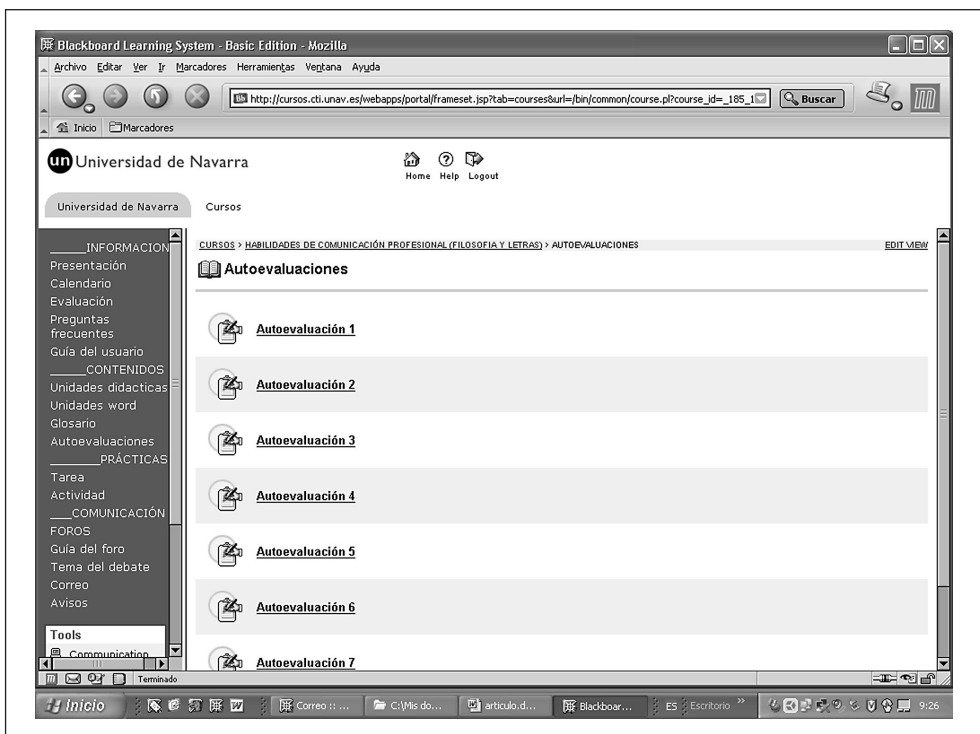 Blackboard Learning System - Basic Edition - Mozilla
Archivo Editar Ver Ir Marcadores Herramientas Ventana Ayuda
http://cursos.cti.unav.es/webapps/portal/frameset.jsp?tab=courses&url=/bin/common/course.pl?course_id=_185_1 Buscar
Inicio Marcadores
un Universidad de Navarra
Home Help Logout
Universidad de Navarra Cursos
_____INFORMACION
Presentación
Calendario
Evaluación
Preguntas
frecuentes
Guía del usuario
_____CONTENIDOS
Unidades didacticas
Unidades word
Glosario
Autoevaluaciones
_______PRÁCTICAS
Tarea
Actividad
___COMUNICACIÓN
FOROS
Guía del foro
Tema del debate
Correo
Avisos
Tools
Communication
CURSOS > HABILIDADES DE COMUNICACIÓN PROFESIONAL (FILOSOFIA Y LETRAS) > AUTOEVALUACIONES EDIT VIEW
Autoevaluaciones
Autoevaluación 1
Autoevaluación 2
Autoevaluación 3
Autoevaluación 4
Autoevaluación 5
Autoevaluación 6
Autoevaluación 7
Terminado
Inicio Correo :: ... C:\Mis do... articulo.d... Blackboar... ES Escritorio » 9:26